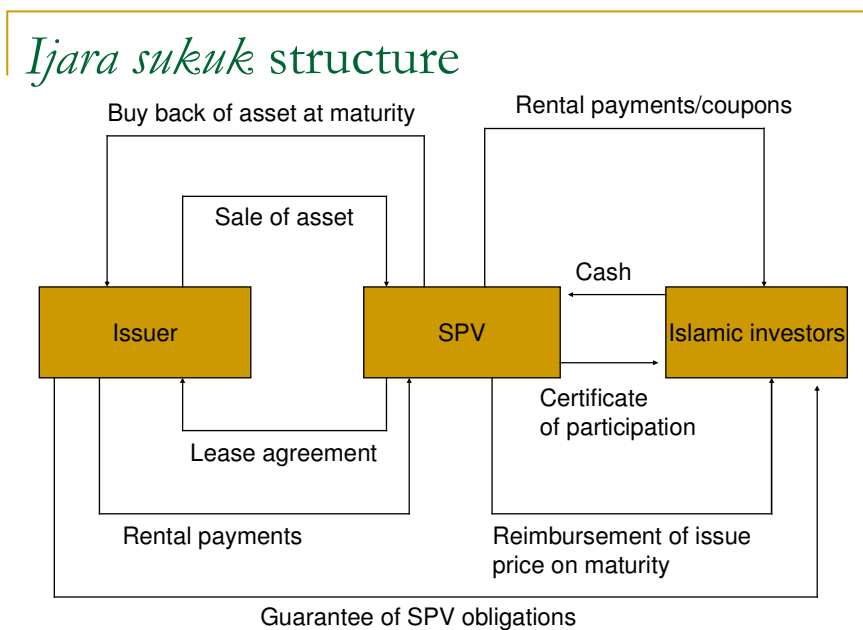 Ijara sukuk structure
Buy back of asset at maturity
Rental payments/coupons
Sale of asset
Cash
Issuer
SPV
Islamic investors
Certificate
of participation
Lease agreement
Rental payments
Reimbursement of issue
price on maturity
Guarantee of SPV obligations